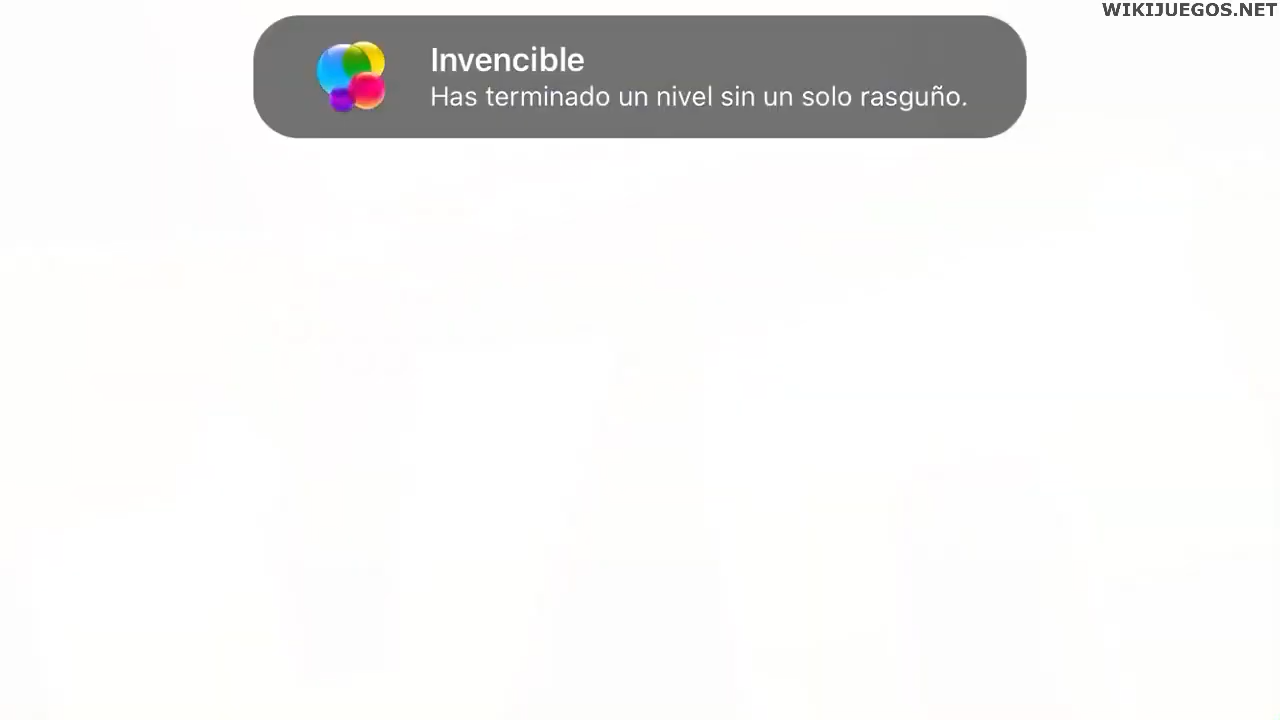 WIKIJUEGOS.NET
Invencible
Has terminado un nivel sin un solo rasguño.